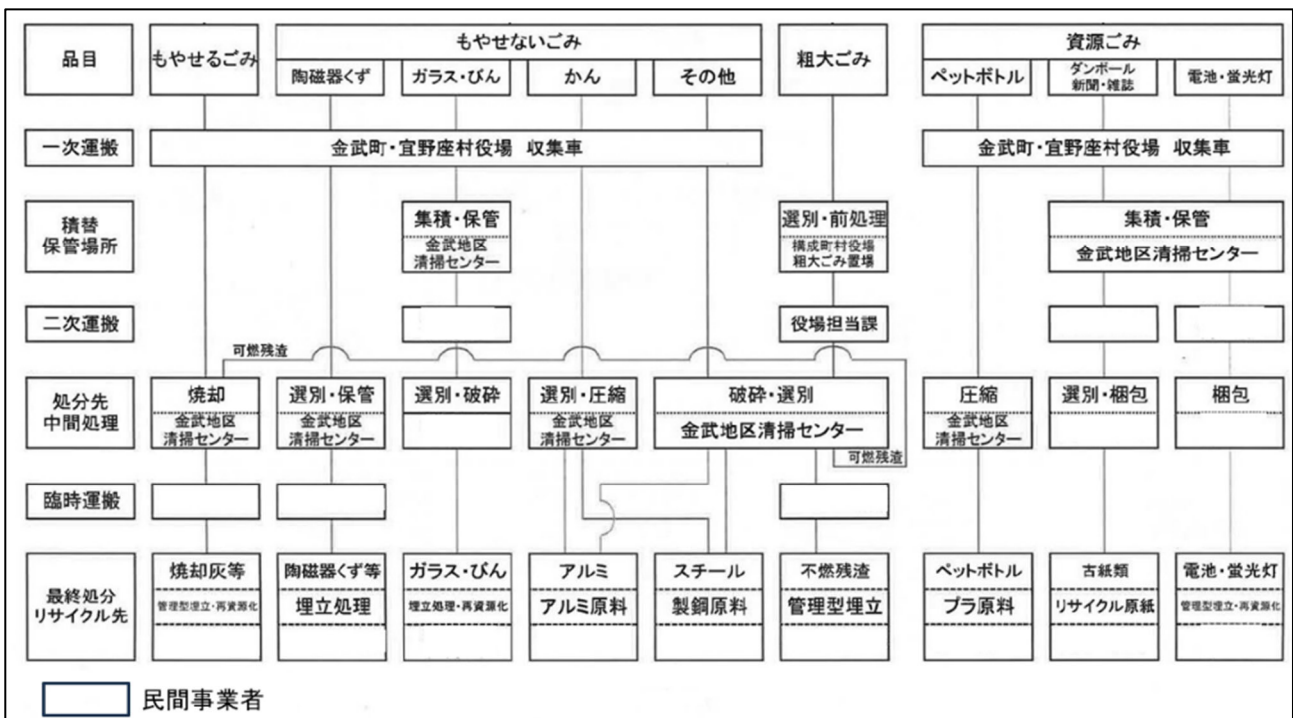 品目
もやせるごみ
もやせないごみ
陶磁器くず
ガラス・びん
かん
その他
粗大ごみ
資源ごみ
ペットボトル
ダンボール
新聞・雑誌
電池・蛍光灯
一次運搬
金武町・宜野座村役場 収集車
金武町・宜野座村役場 収集車
積替
保管場所
集積・保管
金武地区
清掃センター
選別・前処理
構成町村役場
粗大ごみ置場
集積・保管
金武地区清掃センター
二次運搬
役場担当課
可燃残渣
処分先
中間処理
焼却
金武地区
清掃センター
選別・保管
金武地区
清掃センター
選別・破砕
選別・圧縮
金武地区
清掃センター
破砕・選別
金武地区清掃センター
可燃残渣
圧縮
金武地区
清掃センター
選別・梱包
梱包
臨時運搬
最終処分
リサイクル先
焼却灰等
管理型埋立・再資源化
陶磁器くず等
埋立処理
ガラス・びん
埋立処理・再資源化
アルミ
アルミ原料
スチール
製鋼原料
不燃残渣
管理型埋立
ペットボトル
プラ原料
古紙類
リサイクル原紙
電池・蛍光灯
管理型埋立・再資源化
民間事業者